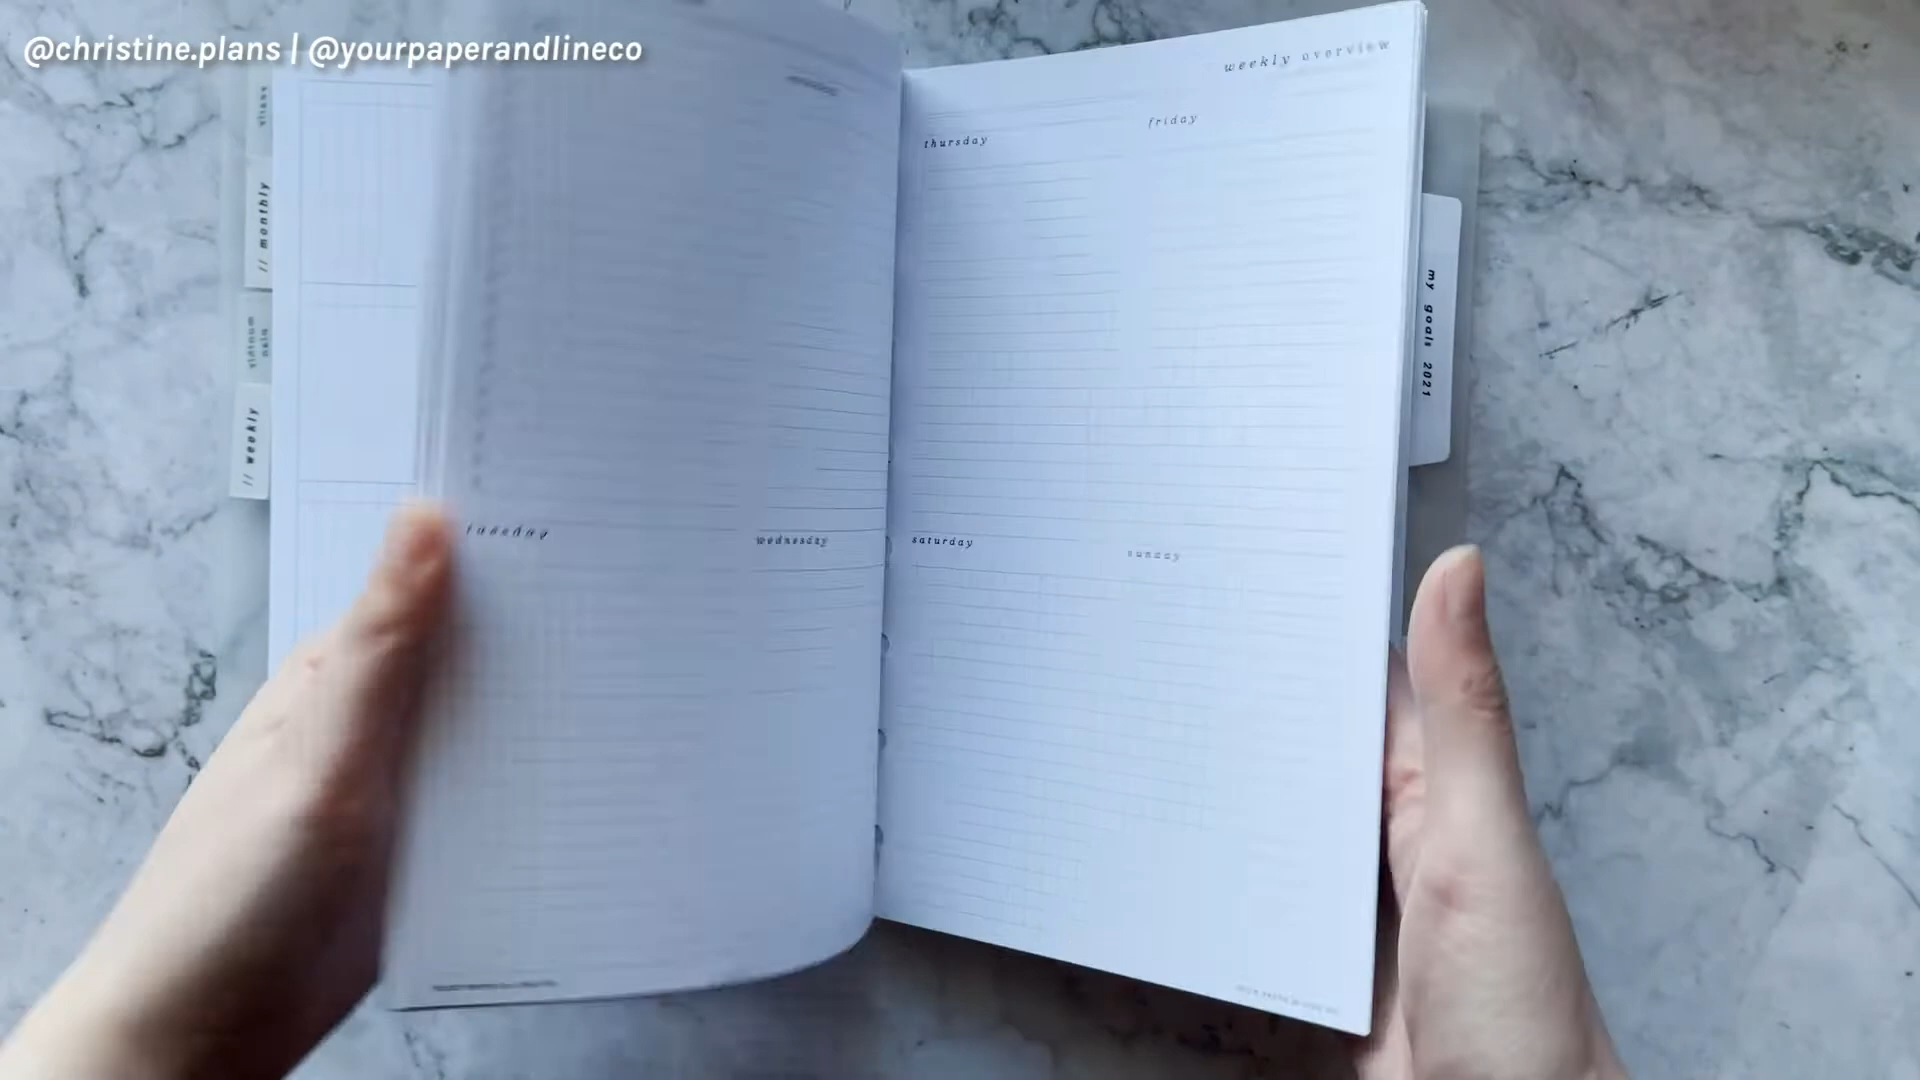 @christine.plans | @yourpaperandlineco
weekly overview
thursday
friday
// monthly
my goals 2021
// weekly
tuesday
wednesday
saturday
sunday